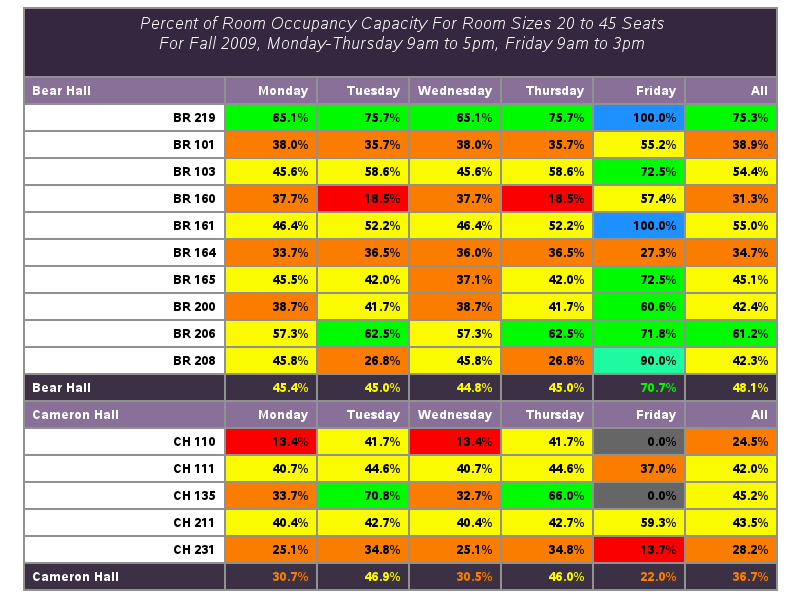 Percent of Room Occupancy Capacity For Room Sizes 20 to 45 Seats
For Fall 2009, Monday-Thursday 9am to 5pm, Friday 9am to 3pm
Bear Hall Monday Tuesday Wednesday Thursday Friday All
BR 219 65.1% 75.7% 65.1% 75.7% 100.0% 75.3%
BR 101 38.0% 35.7% 38.0% 35.7% 55.2% 38.9%
BR 103 45.6% 58.6% 45.6% 58.6% 72.5% 54.4%
BR 160 37.7% 18.5% 37.7% 18.5% 57.4% 31.3%
BR 161 46.4% 52.2% 46.4% 52.2% 100.0% 55.0%
BR 164 33.7% 36.5% 36.0% 36.5% 27.3% 34.7%
BR 165 45.5% 42.0% 37.1% 42.0% 72.5% 45.1%
BR 200 38.7% 41.7% 38.7% 41.7% 60.6% 42.4%
BR 206 57.3% 62.5% 57.3% 62.5% 71.8% 61.2%
BR 208 45.8% 26.8% 45.8% 26.8% 90.0% 42.3%
Bear Hall 45.4% 45.0% 44.8% 45.0% 70.7% 48.1%
Cameron Hall Monday Tuesday Wednesday Thursday Friday All
CH 110 13.4% 41.7% 13.4% 41.7% 0.0% 24.5%
CH 111 40.7% 44.6% 40.7% 44.6% 37.0% 42.0%
CH 135 33.7% 70.8% 32.7% 66.0% 0.0% 45.2%
CH 211 40.4% 42.7% 40.4% 42.7% 59.3% 43.5%
CH 231 25.1% 34.8% 25.1% 34.8% 13.7% 28.2%
Cameron Hall 30.7% 46.9% 30.5% 46.0% 22.0% 36.7%